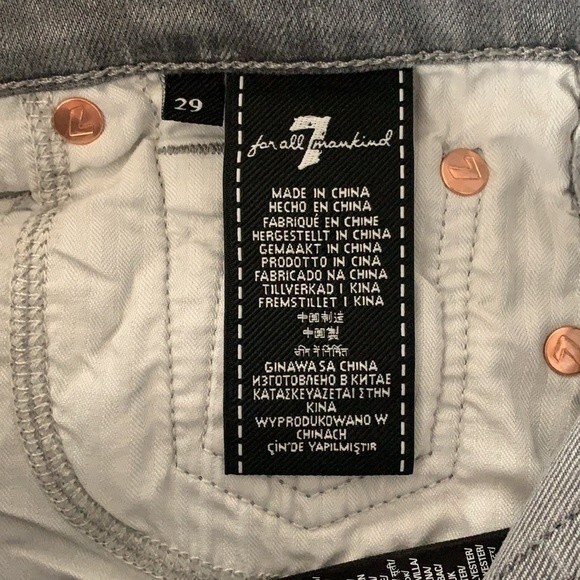 29
7
for all mankind
MADE IN CHINA
HECHO EN CHINA
FABRIQUÉ EN CHINE
HERGESTELLT IN CHINA
GEMAAKT IN CHINA
PRODOTTO IN CINA
FABRICADO NA CHINA
TILLVERKAD I KINA
FREMSTILLET I KINA
中国制造
中國製
चीन में निर्मित
GINAWA SA CHINA
ИЗГОТОВЛЕНО В КИТАЕ
ΚΑΤΑΣΚΕΥΑΖΕΤΑΙ ΣΤΗΝ
ΚΙΝΑ
WYPRODUKOWANO W
CHINACH
ÇİN'DE YAPILMIŞTIR